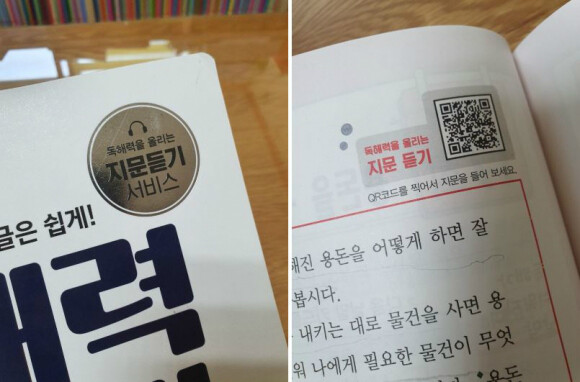 독해력을 올리는
지문듣기
서비스
글은 쉽게!
해력
독해력을 올리는
지문 듣기
QR코드를 찍어서 지문을 들어 보세요.
해진 용돈을 어떻게 하면 잘
봅시다.
내키는 대로 물건을 사면 용
워 나에게 필요한 물건이 무엇
용돈